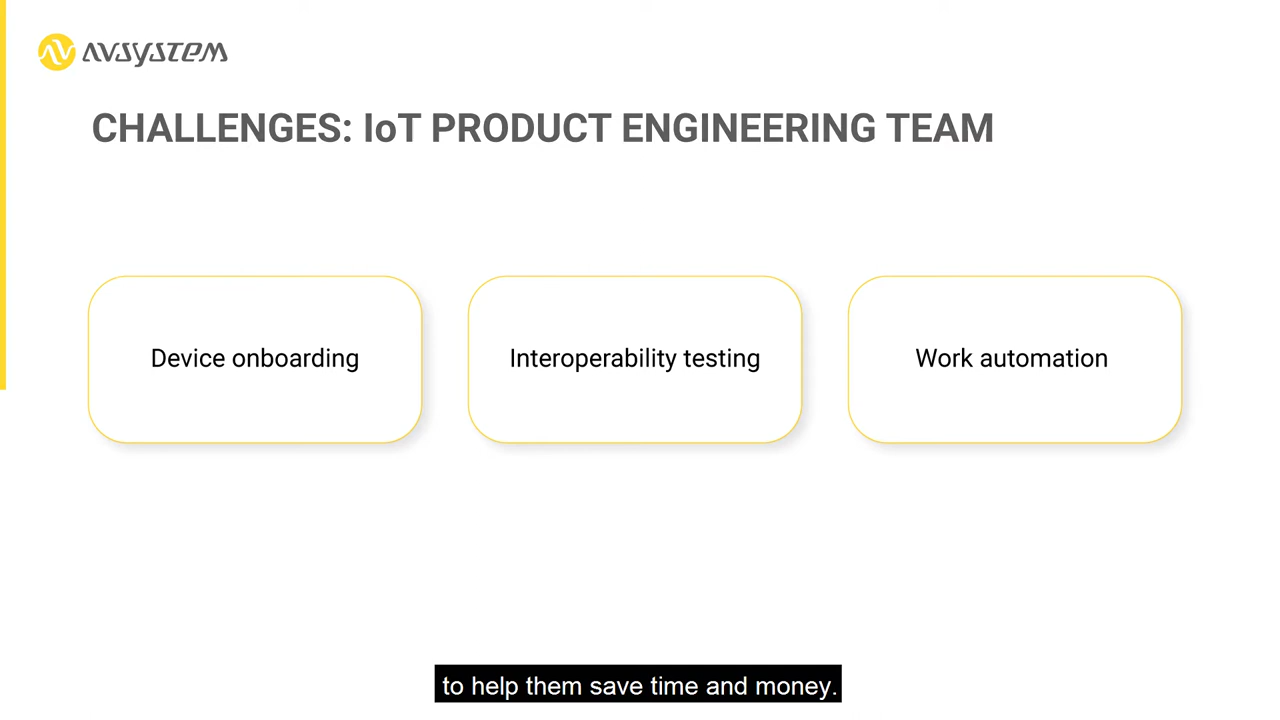 AVSYSTEM
CHALLENGES: IoT PRODUCT ENGINEERING TEAM
Device onboarding
Interoperability testing
Work automation
to help them save time and money.